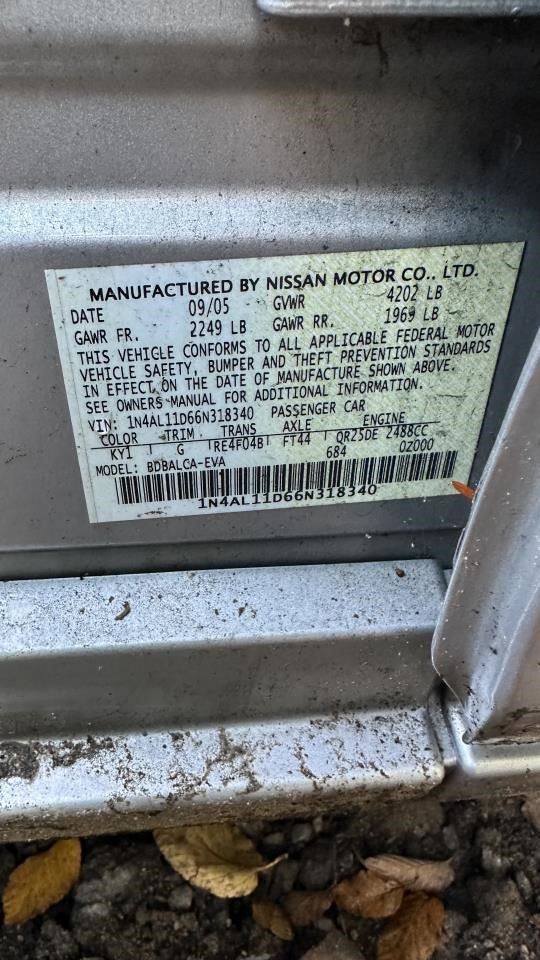 MANUFACTURED BY NISSAN MOTOR CO., LTD.
DATE 09/05 GVWR 4202 LB
GAWR FR. 2249 LB GAWR RR. 1969 LB
THIS VEHICLE CONFORMS TO ALL APPLICABLE FEDERAL MOTOR
VEHICLE SAFETY, BUMPER AND THEFT PREVENTION STANDARDS
IN EFFECT ON THE DATE OF MANUFACTURE SHOWN ABOVE.
SEE OWNERS MANUAL FOR ADDITIONAL INFORMATION.
VIN: 1N4AL11D66N318340 PASSENGER CAR
COLOR TRIM TRANS AXLE ENGINE
KY1 G RE4F04B FT44 QR25DE 2488CC
MODEL: BDBALCA-EVA 684 0Z000
1N4AL11D66N318340